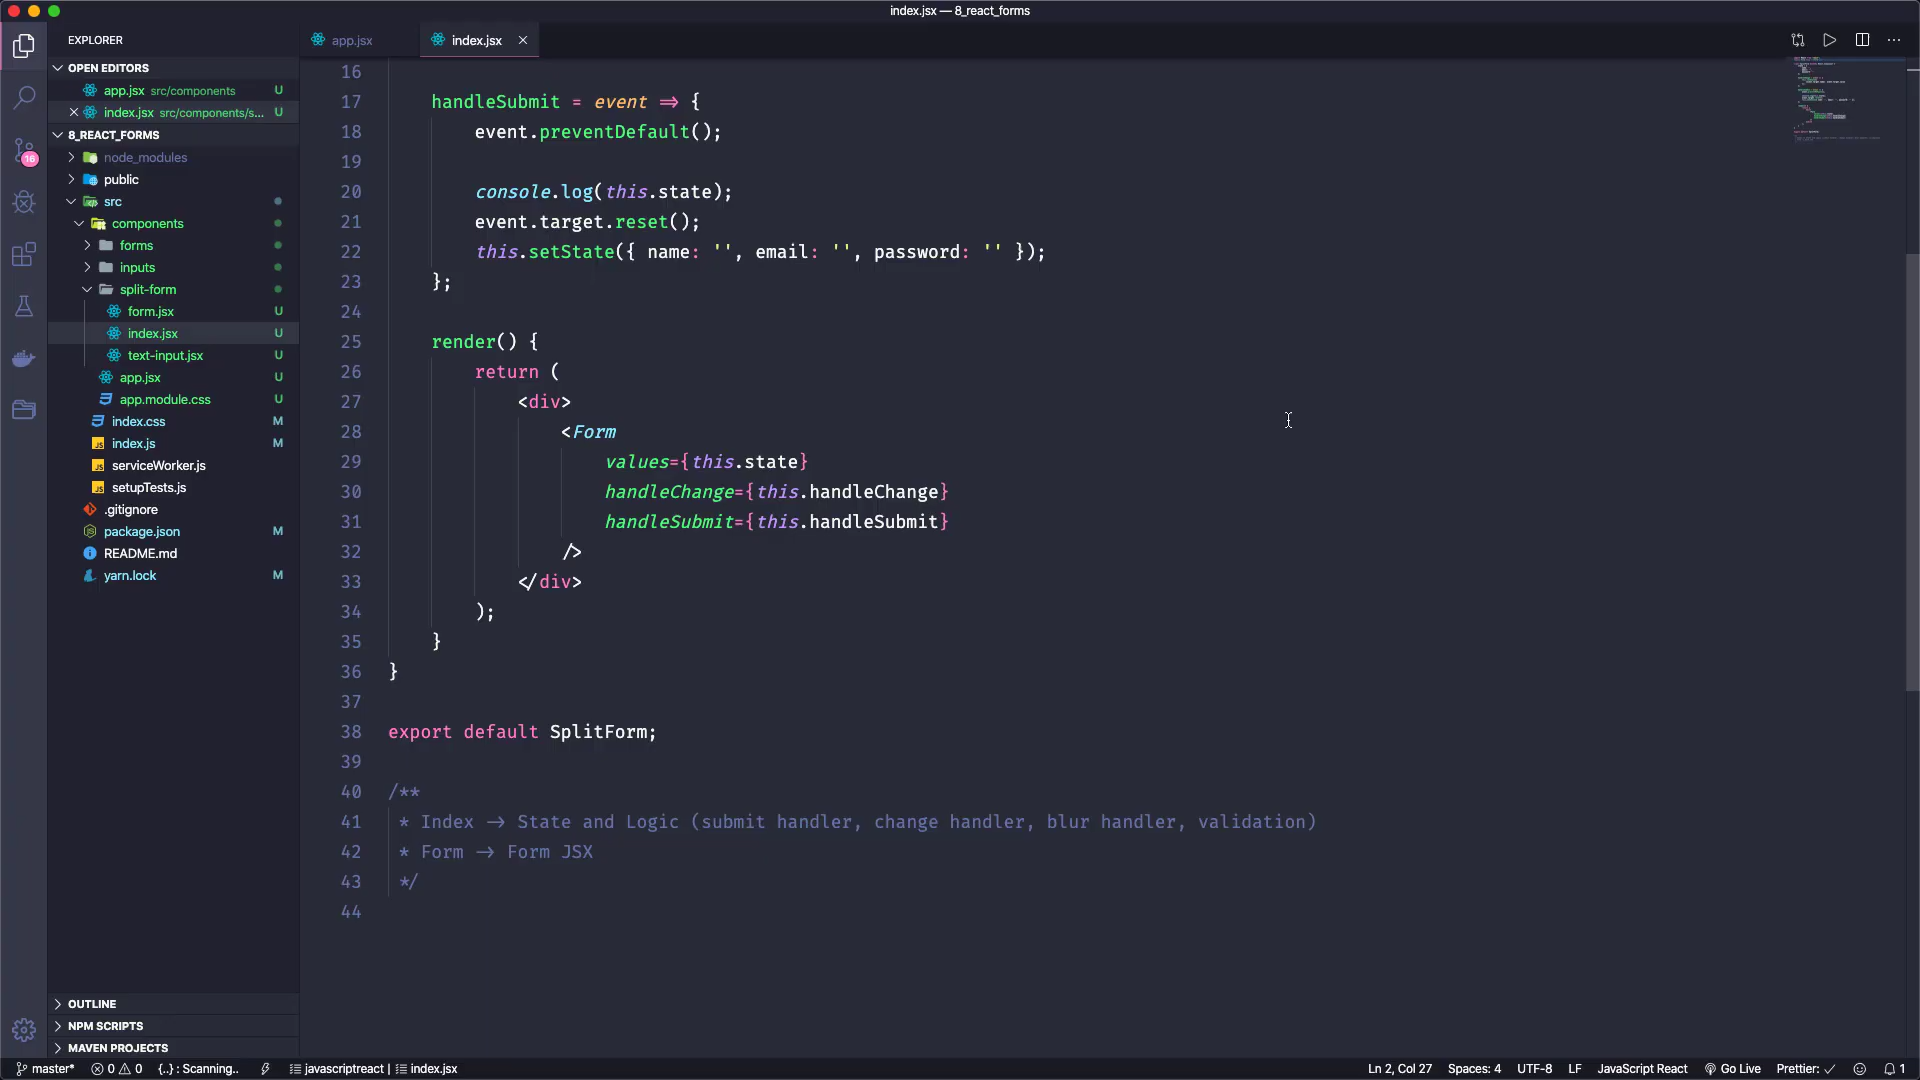 index.jsx — 8_react_forms
EXPLORER
OPEN EDITORS
app.jsx src/components U
index.jsx src/components/s... U
8_REACT_FORMS
node_modules
public
src
components
forms
inputs
split-form
form.jsx U
index.jsx U
text-input.jsx U
app.jsx U
app.module.css U
index.css M
index.js M
serviceWorker.js
setupTests.js
.gitignore
package.json M
README.md
yarn.lock M
OUTLINE
NPM SCRIPTS
MAVEN PROJECTS
16
app.jsx
index.jsx
16
17 handleSubmit = event => {
18 event.preventDefault();
19
20 console.log(this.state);
21 event.target.reset();
22 this.setState({ name: '', email: '', password: '' });
23 };
24
25 render() {
26 return (
27 <div>
28 <Form
29 values={this.state}
30 handleChange={this.handleChange}
31 handleSubmit={this.handleSubmit}
32 />
33 </div>
34 );
35 }
36 }
37
38 export default SplitForm;
39
40 /**
41 * Index -> State and Logic (submit handler, change handler, blur handler, validation)
42 * Form -> Form JSX
43 */
44
master* 0 0 {..} : Scanning.. javascriptreact | index.jsx Ln 2, Col 27 Spaces: 4 UTF-8 LF JavaScript React Go Live Prettier: ✓ 1